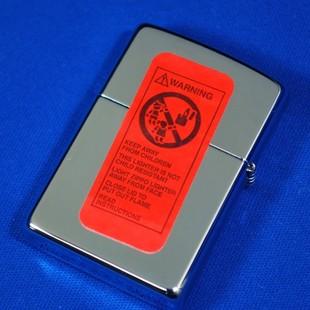 WARNING
KEEP AWAY
FROM CHILDREN
THIS LIGHTER IS NOT
CHILD RESISTANT
LIGHT ZIPPO LIGHTER
AWAY FROM FACE
CLOSE LID TO
PUT OUT FLAME.
READ
INSTRUCTIONS